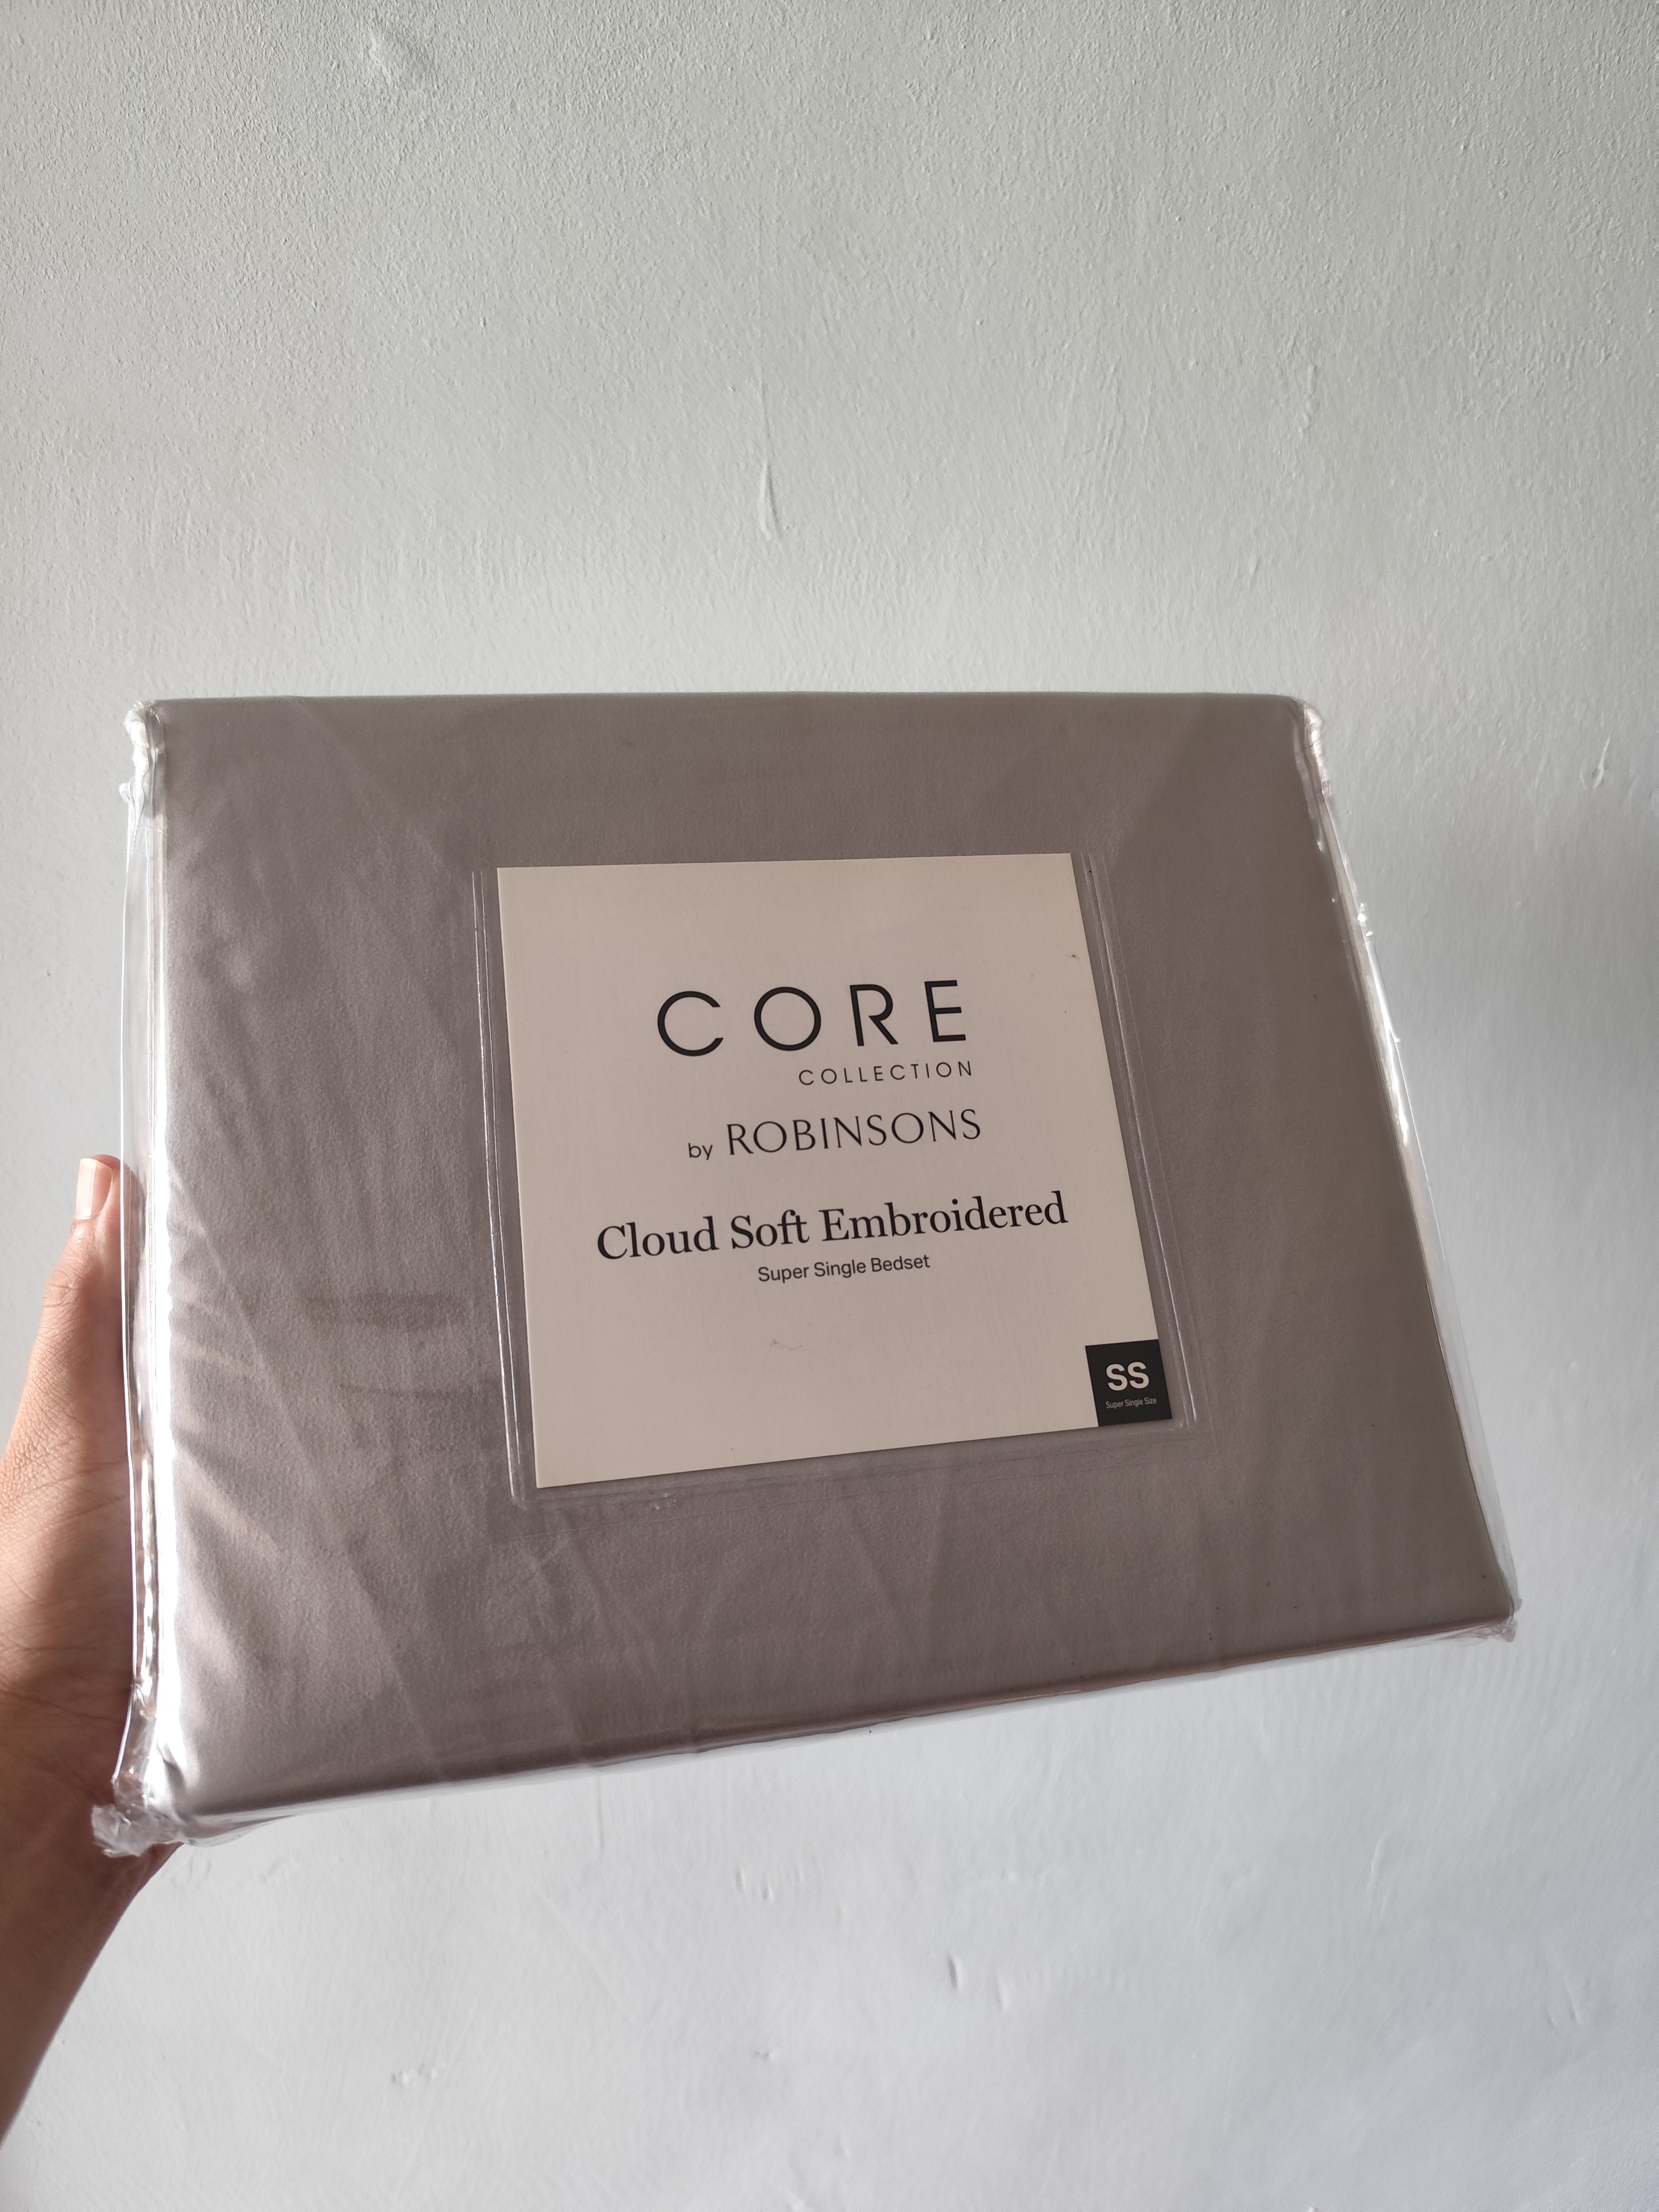 CORE
COLLECTION
by ROBINSONS
Cloud Soft Embroidered
Super Single Bedset
SS
Super Single Size